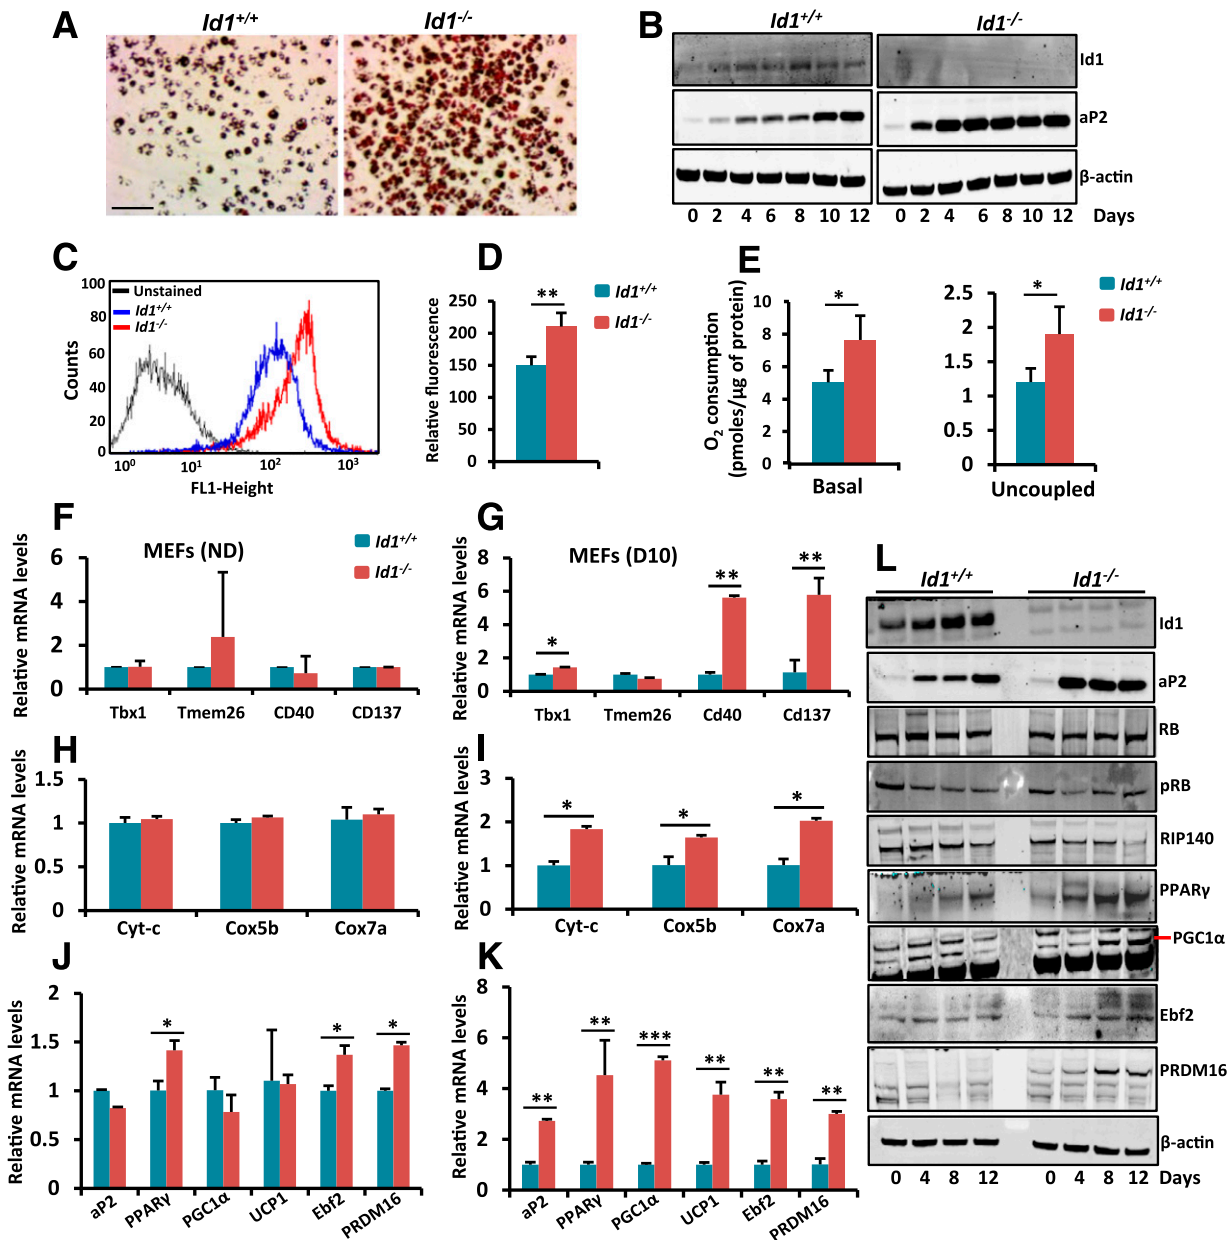 A
Id1+/+
Id1-/-
B
Id1+/+
Id1-/-
Id1
aP2
β-actin
0 2 4 6 8 10 12
0 2 4 6 8 10 12 Days
C
100
80
60
40
20
0
Counts
Unstained
Id1+/+
Id1-/-
10^0 10^1 10^2 10^3
FL1-Height
D
Id1+/+
Id1-/-
Relative fluorescence
250
200
150
100
50
0
**
E
Id1+/+
Id1-/-
O2 consumption
(pmoles/μg of protein)
10
8
6
4
2
0
*
Basal
2.5
2
1.5
1
0.5
0
*
Uncoupled
F
MEFs (ND)
Id1+/+
Id1-/-
Relative mRNA levels
6
4
2
0
Tbx1 Tmem26 CD40 CD137
G
MEFs (D10)
Relative mRNA levels
8
6
4
2
0
* ** **
Tbx1 Tmem26 Cd40 Cd137
H
Relative mRNA levels
1.5
1
0.5
0
Cyt-c Cox5b Cox7a
I
Relative mRNA levels
3
2
1
0
* * *
Cyt-c Cox5b Cox7a
J
Relative mRNA levels
2
1.5
1
0.5
0
* * *
aP2 PPARγ PGC1α UCP1 Ebf2 PRDM16
K
Relative mRNA levels
8
6
4
2
0
** ** *** ** ** **
aP2 PPARγ PGC1α UCP1 Ebf2 PRDM16
L
Id1+/+
Id1-/-
Id1
aP2
RB
pRB
RIP140
PPARγ
PGC1α
Ebf2
PRDM16
β-actin
0 4 8 12
0 4 8 12
Days